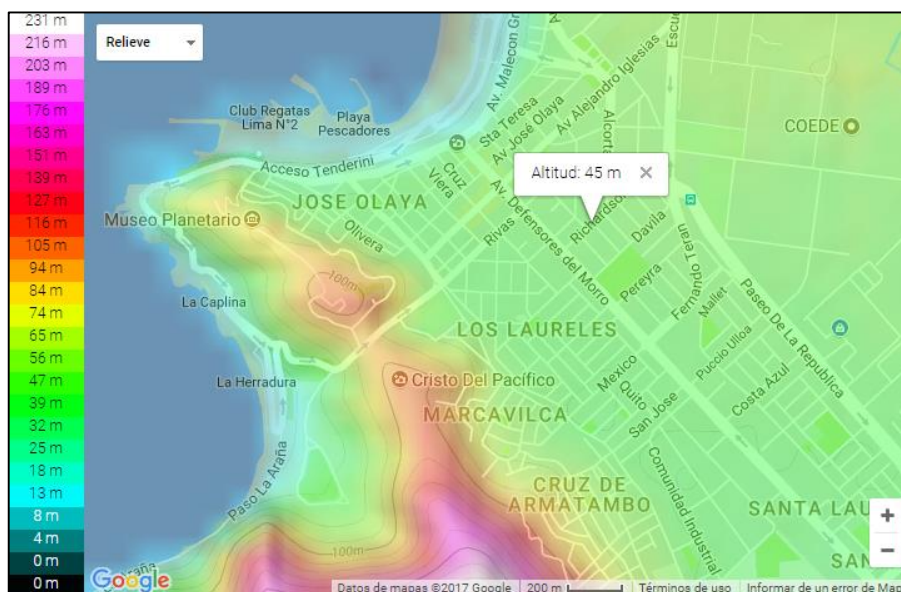 231 m
216 m
203 m
189 m
176 m
163 m
151 m
139 m
127 m
116 m
105 m
94 m
84 m
74 m
65 m
56 m
47 m
39 m
32 m
25 m
18 m
13 m
8 m
4 m
0 m
0 m
Relieve
Av. Malecon Gr
Escue
Av Alejandro Iglesias
Club Regatas
Lima N°2
Playa
Pescadores
Sta Teresa
Av José Olaya
Alcorta
COEDE
Acceso Tenderini
Cruz
Viera
Altitud: 45 m
JOSE OLAYA
Museo Planetario
Olivera
Rivas
Av. Defensores del Morro
Richardso
Davila
Fernando Terán
Pereyra
Mallet
Paseo De La Republica
100m
La Caplina
LOS LAURELES
Puccio Ulloa
La Herradura
Cristo Del Pacífico
Mexico
Quito
San Jose
Costa Azul
MARCAVILCA
Paso La Araña
CRUZ DE
ARMATAMBO
Comunidad Industrial
SANTA LAU
100m
SAN
raña
Google
Datos de mapas ©2017 Google
200 m
Términos de uso
Informar de un error de Map